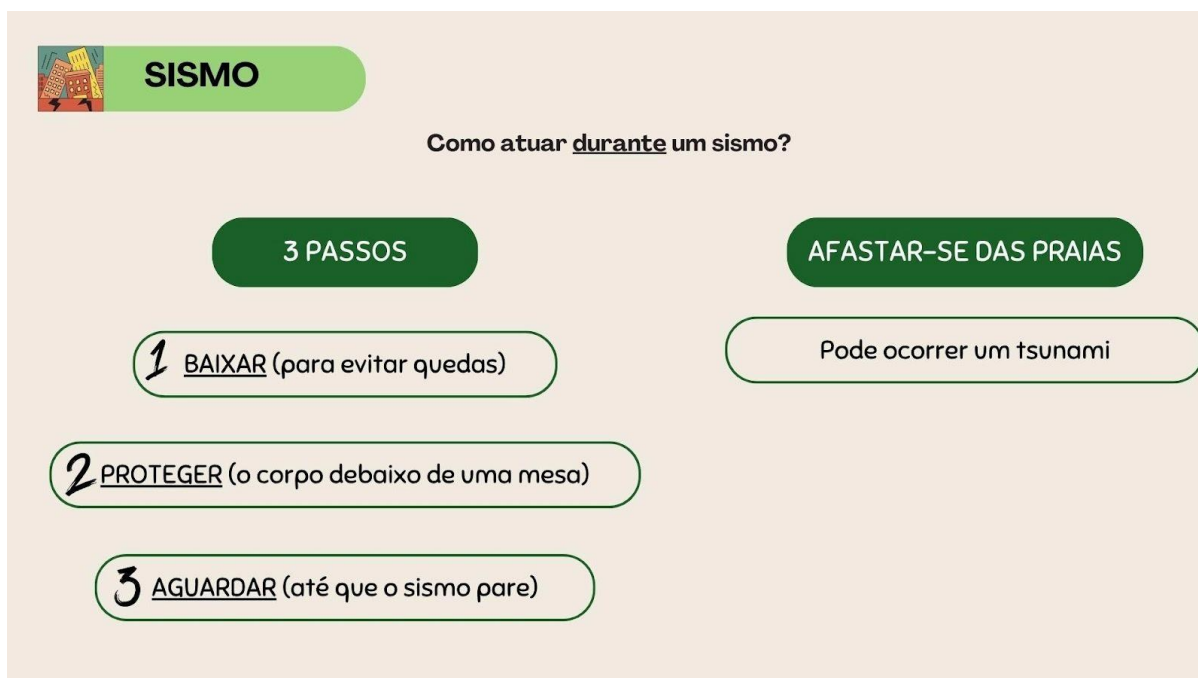 SISMO
Como atuar durante um sismo?
3 PASSOS
1 BAIXAR (para evitar quedas)
2 PROTEGER (o corpo debaixo de uma mesa)
3 AGUARDAR (até que o sismo pare)
AFASTAR-SE DAS PRAIAS
Pode ocorrer um tsunami